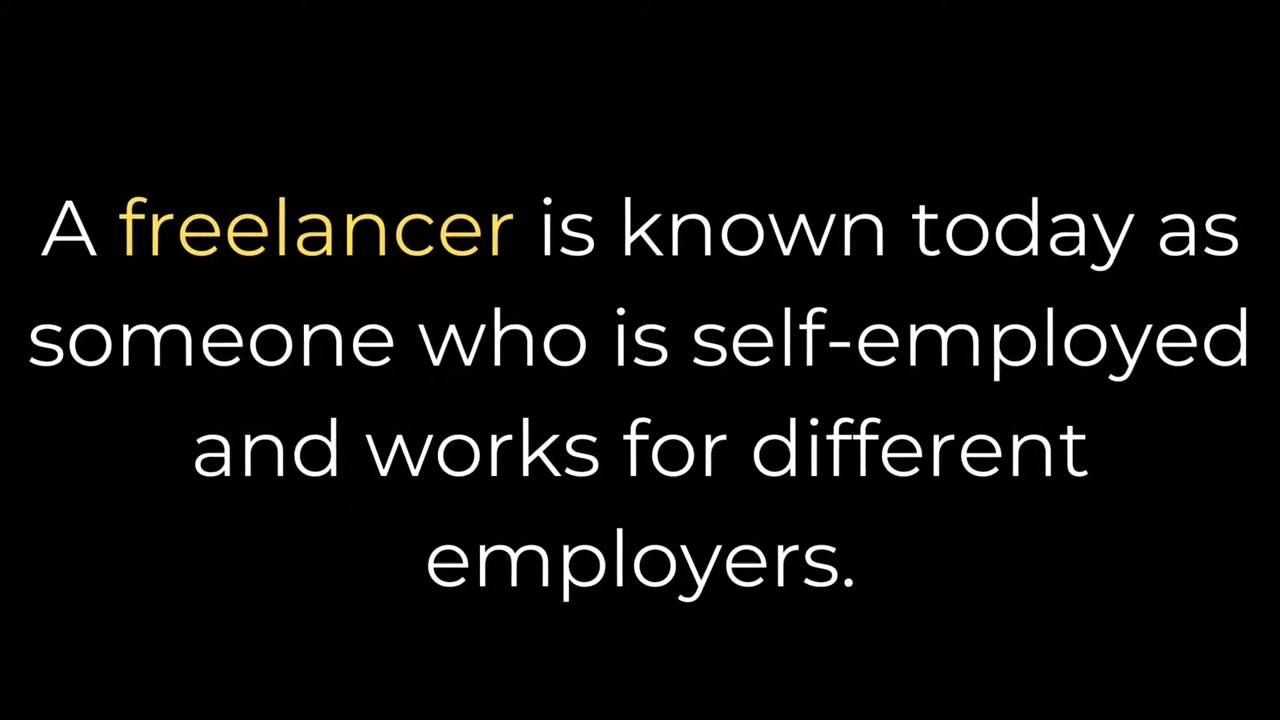 A freelancer is known today as
someone who is self-employed
and works for different
employers.